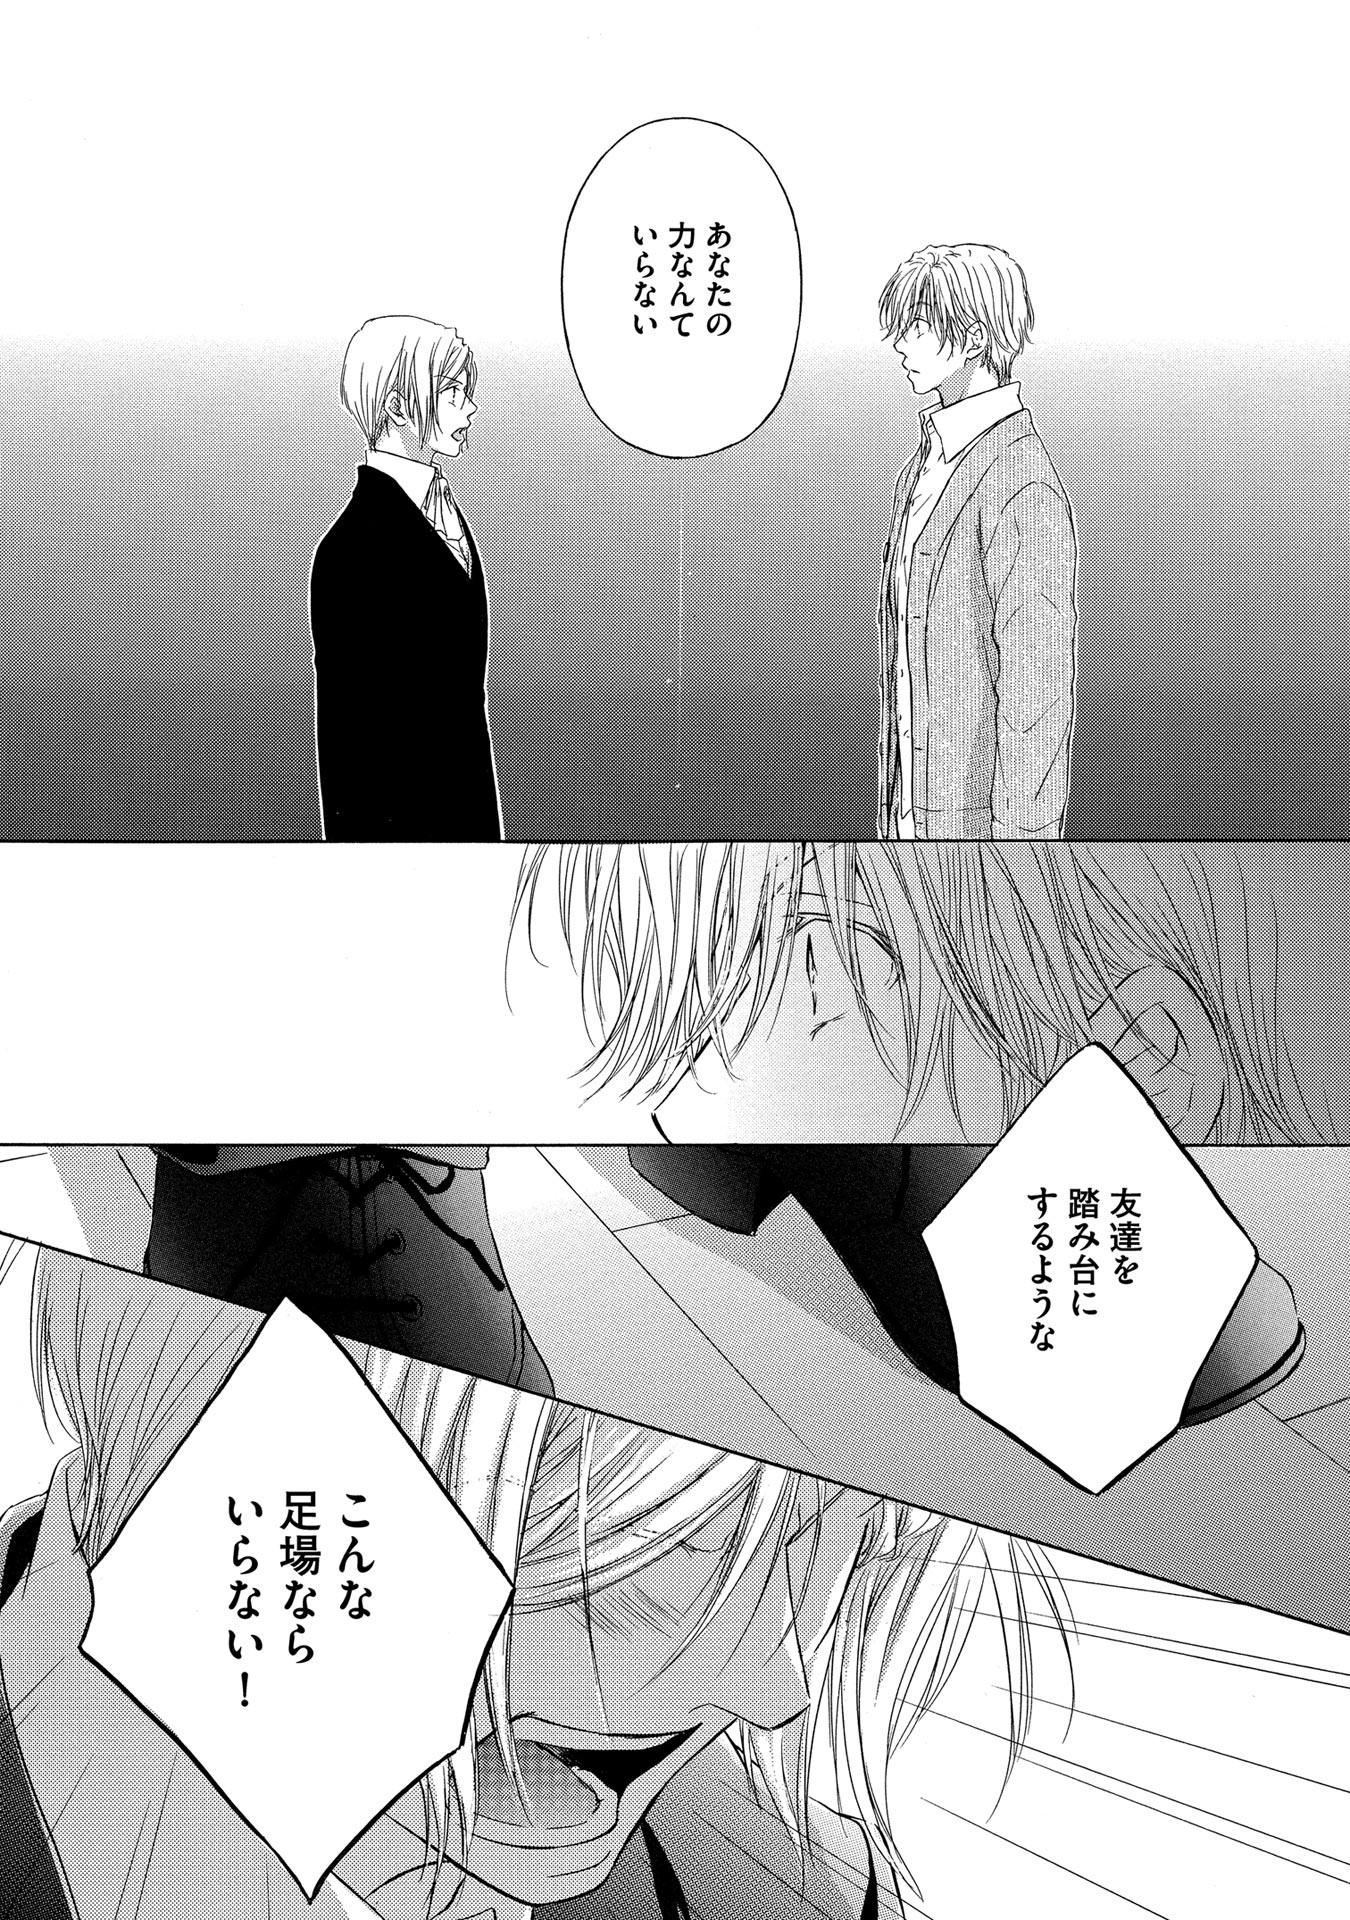 あなたの
力なんて
いらない
友達を
踏み台に
するような
こんな
足場なら
いらない！